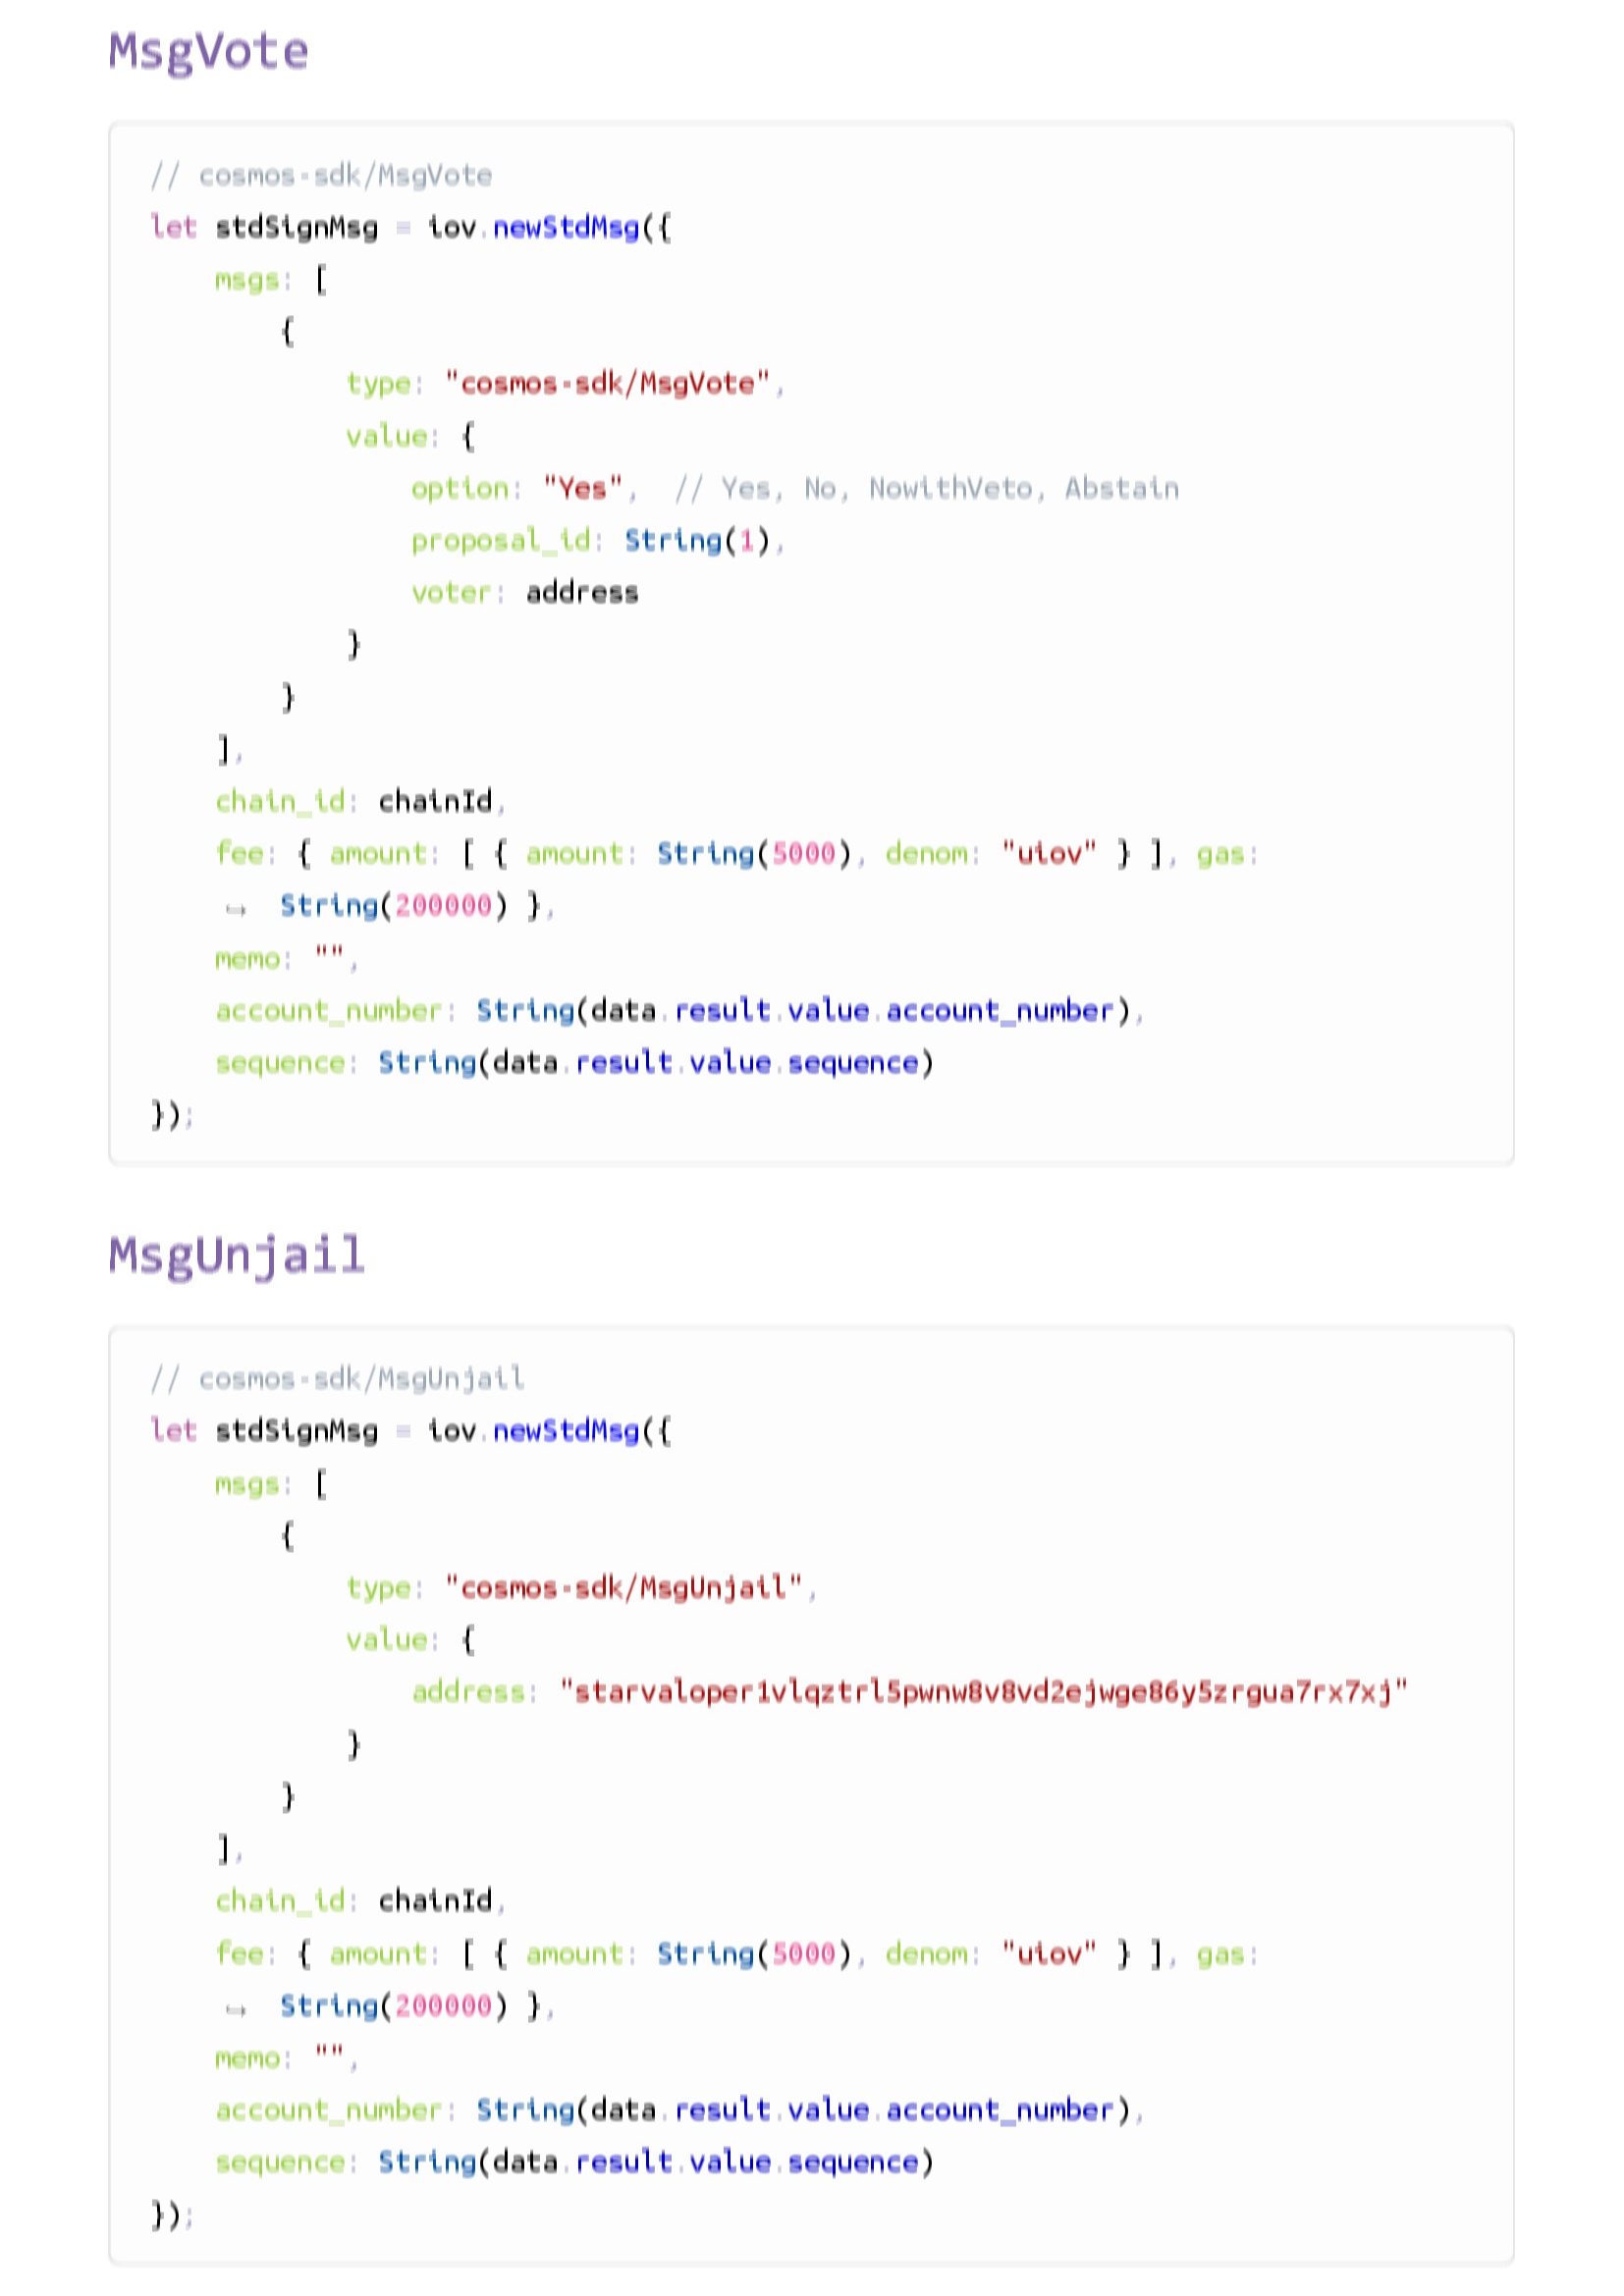 MsgVote
// cosmos-sdk/MsgVote
let stdSignMsg = iov.newStdMsg({
    msgs: [
        {
            type: "cosmos-sdk/MsgVote",
            value: {
                option: "Yes",  // Yes, No, NowithVeto, Abstain
                proposal_id: String(1),
                voter: address
            }
        }
    ],
    chain_id: chainId,
    fee: { amount: [ { amount: String(5000), denom: "uiov" } ], gas:
    ↪  String(200000) },
    memo: "",
    account_number: String(data.result.value.account_number),
    sequence: String(data.result.value.sequence)
});
MsgUnjail
// cosmos-sdk/MsgUnjail
let stdSignMsg = iov.newStdMsg({
    msgs: [
        {
            type: "cosmos-sdk/MsgUnjail",
            value: {
                address: "starvaloper1vlqztrl5pwnw8v8vd2ejwge86y5zrgua7rx7xj"
            }
        }
    ],
    chain_id: chainId,
    fee: { amount: [ { amount: String(5000), denom: "uiov" } ], gas:
    ↪  String(200000) },
    memo: "",
    account_number: String(data.result.value.account_number),
    sequence: String(data.result.value.sequence)
});